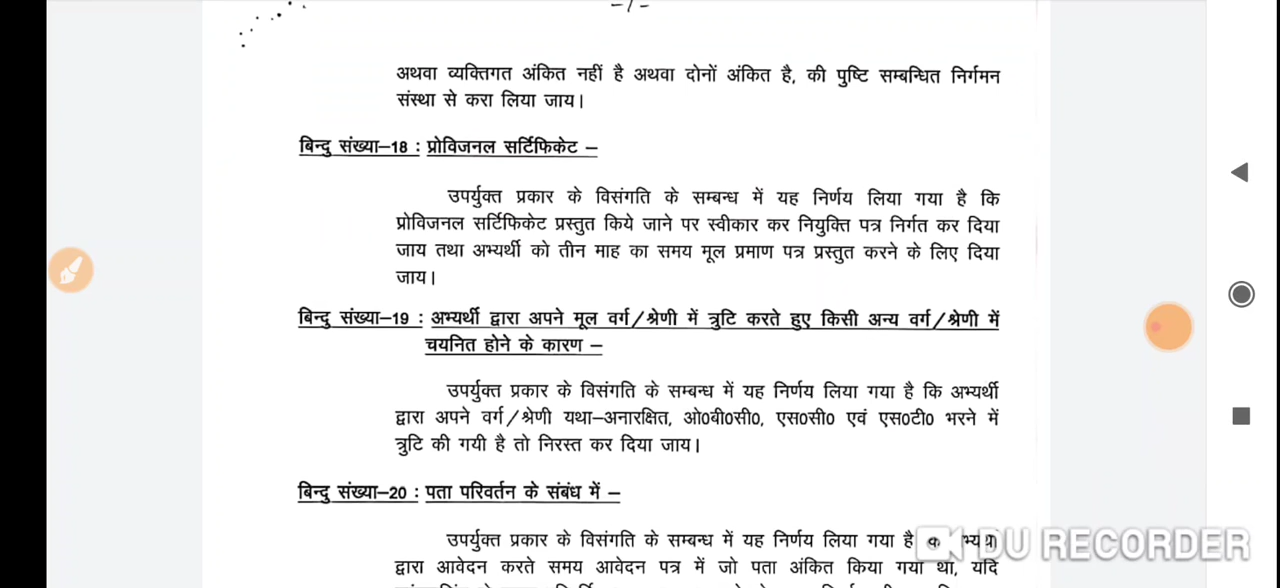 -7-
अथवा व्यक्तिगत अंकित नहीं है अथवा दोनों अंकित है, की पुष्टि सम्बन्धित निर्गमन
संस्था से करा लिया जाय।
बिन्दु संख्या–18 : प्रोविजनल सर्टिफिकेट –
उपर्युक्त प्रकार के विसंगति के सम्बन्ध में यह निर्णय लिया गया है कि
प्रोविजनल सर्टिफिकेट प्रस्तुत किये जाने पर स्वीकार कर नियुक्ति पत्र निर्गत कर दिया
जाय तथा अभ्यर्थी को तीन माह का समय मूल प्रमाण पत्र प्रस्तुत करने के लिए दिया
जाय।
बिन्दु संख्या–19 : अभ्यर्थी द्वारा अपने मूल वर्ग/श्रेणी में त्रुटि करते हुए किसी अन्य वर्ग/श्रेणी में
चयनित होने के कारण –
उपर्युक्त प्रकार के विसंगति के सम्बन्ध में यह निर्णय लिया गया है कि अभ्यर्थी
द्वारा अपने वर्ग/श्रेणी यथा–अनारक्षित, ओ0बी0सी0, एस0सी0 एवं एस0टी0 भरने में
त्रुटि की गयी है तो निरस्त कर दिया जाय।
बिन्दु संख्या–20 : पता परिवर्तन के संबंध में –
उपर्युक्त प्रकार के विसंगति के सम्बन्ध में यह निर्णय लिया गया है
DU RECORDER
द्वारा आवेदन करते समय आवेदन पत्र में जो पता अंकित किया गया था, यदि